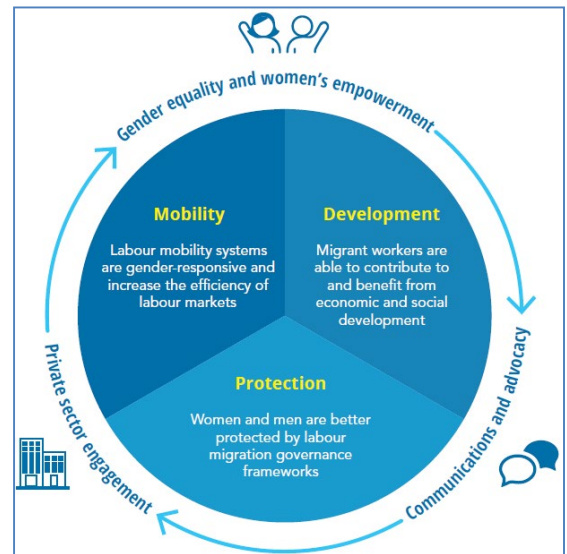 Gender equality and women's empowerment
Mobility
Labour mobility systems
are gender-responsive and
increase the efficiency of
labour markets
Development
Migrant workers are
able to contribute to
and benefit from
economic and social
development
Protection
Women and men are better
protected by labour
migration governance
frameworks
Private sector engagement
Communications and advocacy